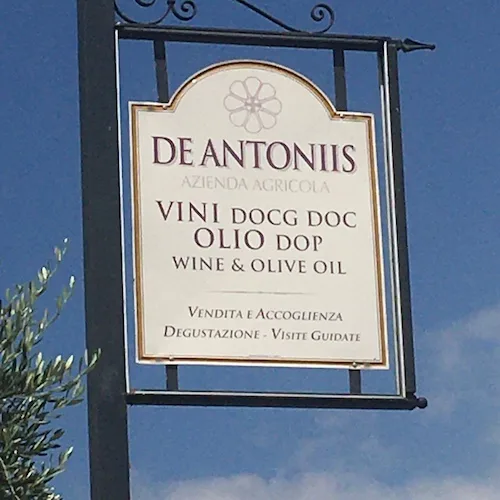 DE ANTONIIS
AZIENDA AGRICOLA
VINI DOCG DOC
OLIO DOP
WINE & OLIVE OIL
VENDITA E ACCOGLIENZA
DEGUSTAZIONE - VISITE GUIDATE